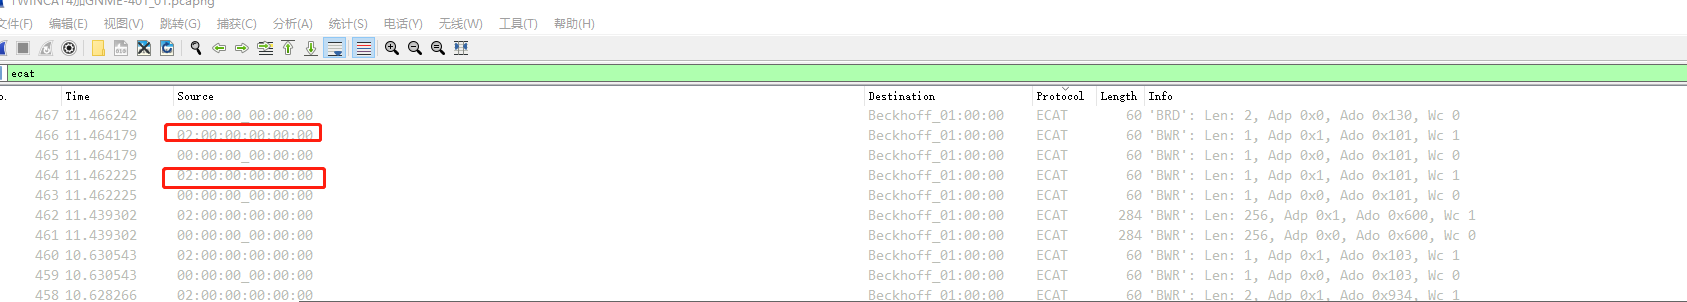 TWINCAT4加GNME-401_01.pcapng
文件(F) 编辑(E) 视图(V) 跳转(G) 捕获(C) 分析(A) 统计(S) 电话(Y) 无线(W) 工具(T) 帮助(H)
ecat
o. Time Source Destination Protocol Length Info
467 11.466242 00:00:00_00:00:00 Beckhoff_01:00:00 ECAT 60 'BRD': Len: 2, Adp 0x0, Ado 0x130, Wc 0
466 11.464179 02:00:00:00:00:00 Beckhoff_01:00:00 ECAT 60 'BWR': Len: 1, Adp 0x1, Ado 0x101, Wc 1
465 11.464179 00:00:00_00:00:00 Beckhoff_01:00:00 ECAT 60 'BWR': Len: 1, Adp 0x0, Ado 0x101, Wc 0
464 11.462225 02:00:00:00:00:00 Beckhoff_01:00:00 ECAT 60 'BWR': Len: 1, Adp 0x1, Ado 0x101, Wc 1
463 11.462225 00:00:00_00:00:00 Beckhoff_01:00:00 ECAT 60 'BWR': Len: 1, Adp 0x0, Ado 0x101, Wc 0
462 11.439302 02:00:00:00:00:00 Beckhoff_01:00:00 ECAT 284 'BWR': Len: 256, Adp 0x1, Ado 0x600, Wc 1
461 11.439302 00:00:00_00:00:00 Beckhoff_01:00:00 ECAT 284 'BWR': Len: 256, Adp 0x0, Ado 0x600, Wc 0
460 10.630543 02:00:00:00:00:00 Beckhoff_01:00:00 ECAT 60 'BWR': Len: 1, Adp 0x1, Ado 0x103, Wc 1
459 10.630543 00:00:00_00:00:00 Beckhoff_01:00:00 ECAT 60 'BWR': Len: 1, Adp 0x0, Ado 0x103, Wc 0
458 10.628266 02:00:00:00:00:00 Beckhoff_01:00:00 ECAT 60 'BWR': Len: 2, Adp 0x1, Ado 0x934, Wc 1